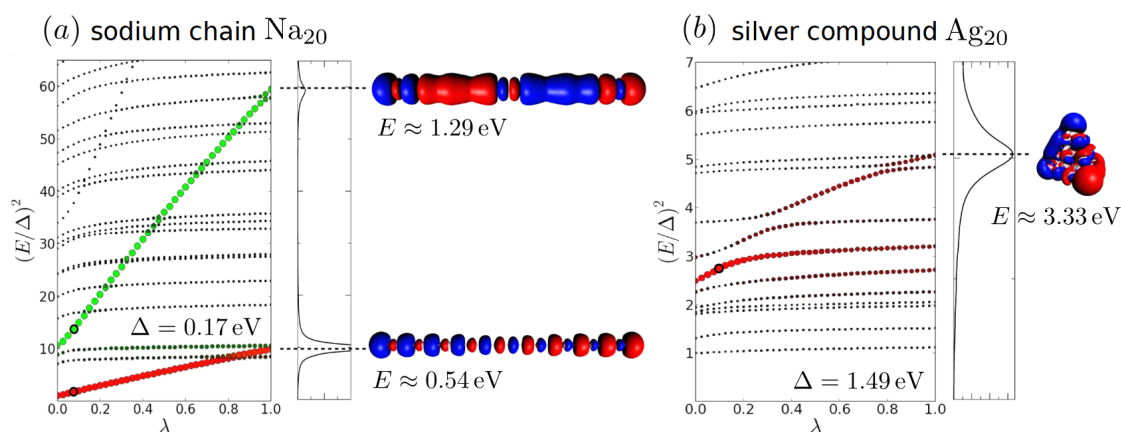 (a) sodium chain Na₂₀
(E/Δ)²
60
50
40
30
20
10
Δ = 0.17 eV
0.0 0.2 0.4 0.6 0.8 1.0
λ
E ≈ 1.29 eV
E ≈ 0.54 eV
(b) silver compound Ag₂₀
(E/Δ)²
7
6
5
4
3
2
1
Δ = 1.49 eV
0.0 0.2 0.4 0.6 0.8 1.0
λ
E ≈ 3.33 eV